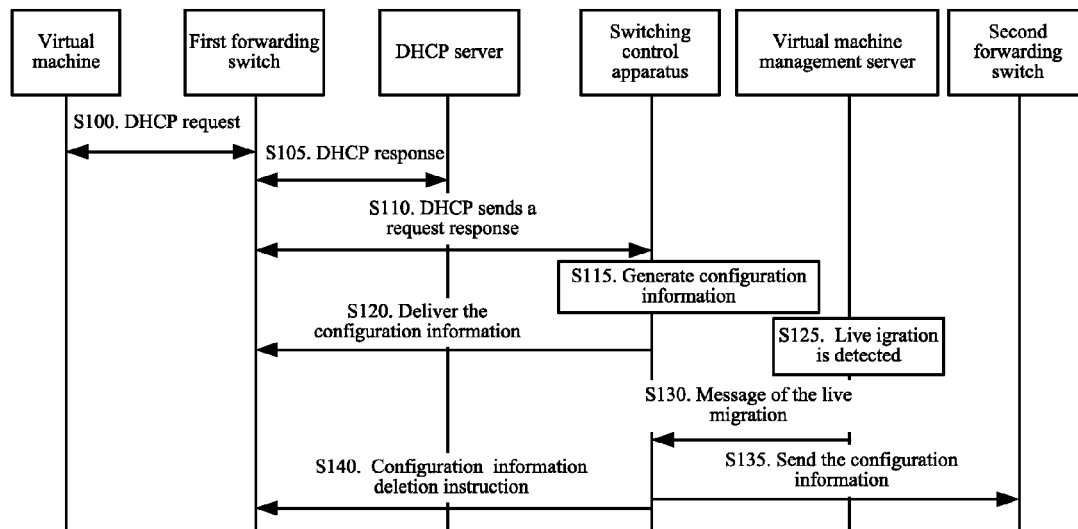 Virtual
machine
First forwarding
switch
DHCP server
Switching
control
apparatus
Virtual machine
management server
Second
forwarding
switch
S100. DHCP request
S105. DHCP response
S110. DHCP sends a
request response
S115. Generate configuration
information
S120. Deliver the
configuration information
S125. Live igration
is detected
S130. Message of the live
migration
S135. Send the configuration
information
S140. Configuration information
deletion instruction